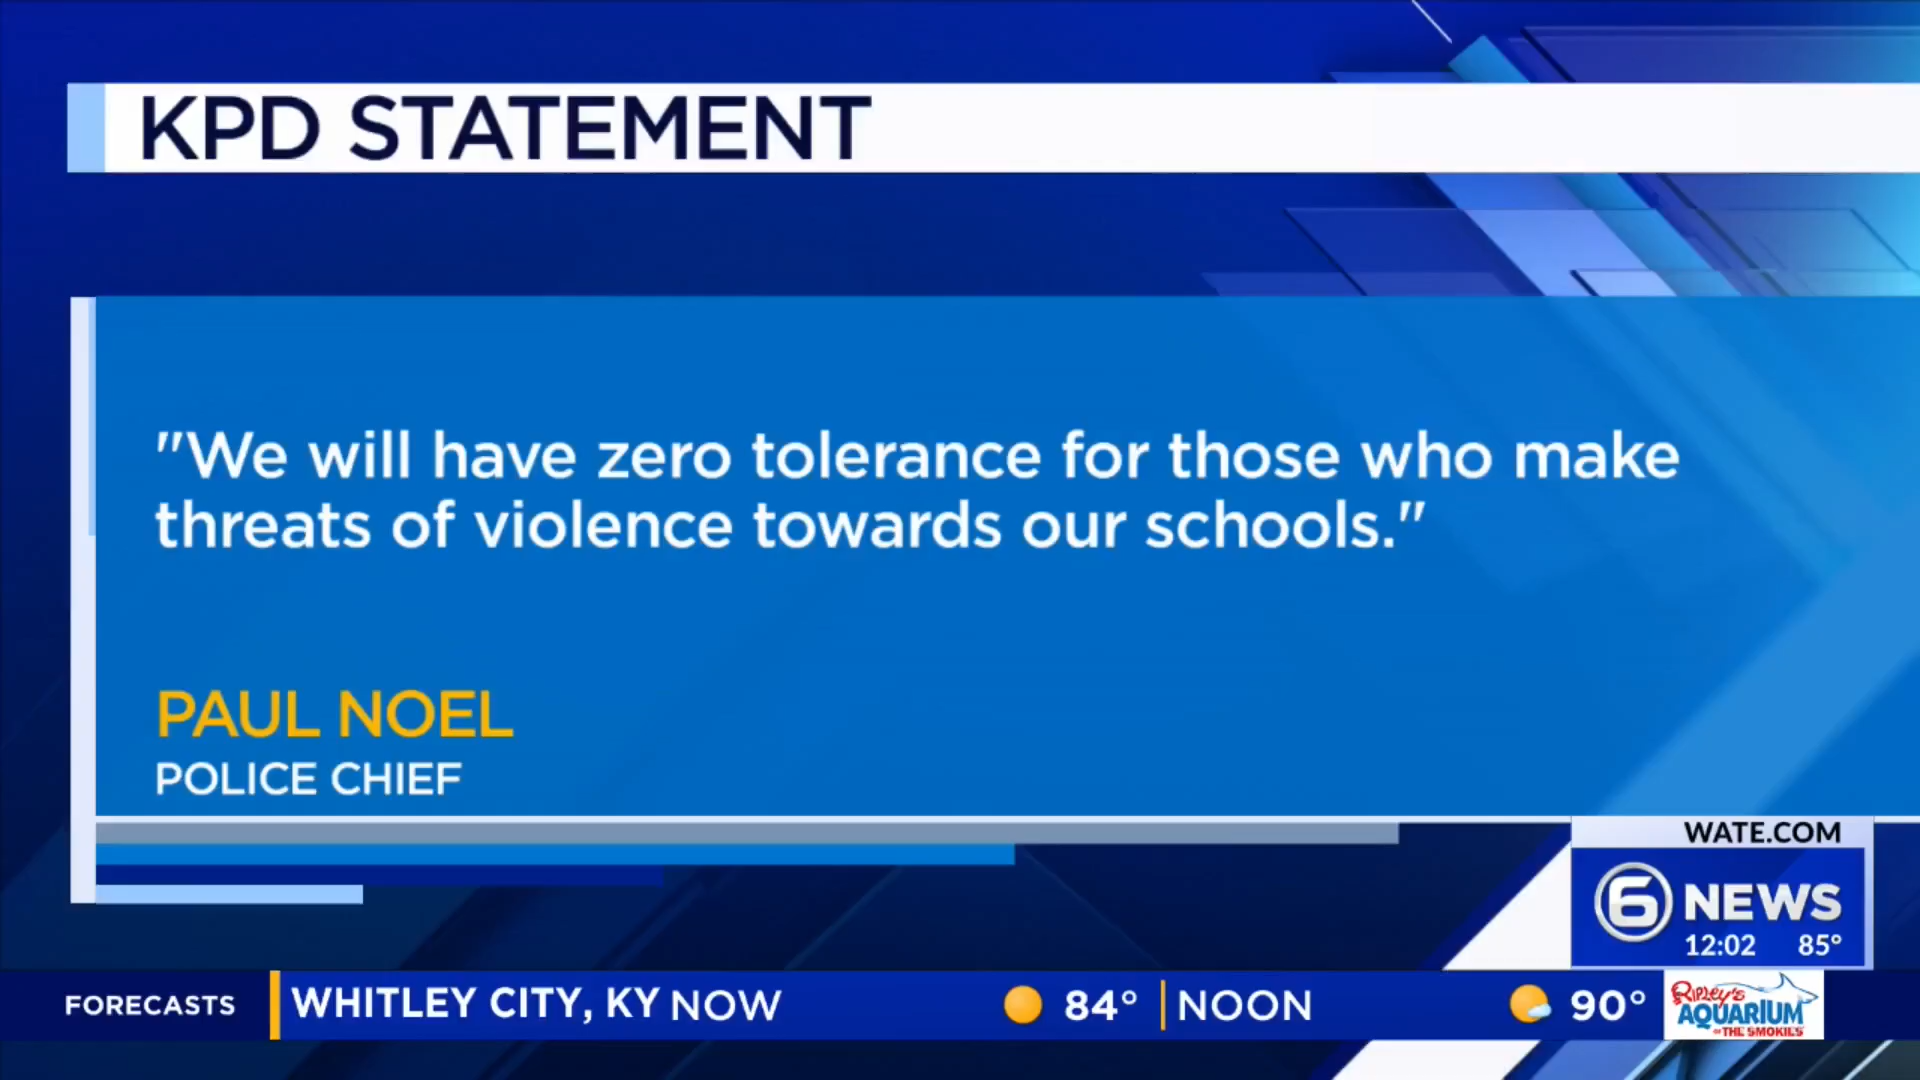 KPD STATEMENT
"We will have zero tolerance for those who make
threats of violence towards our schools."
PAUL NOEL
POLICE CHIEF
WATE.COM
6 NEWS
12:02 85°
FORECASTS WHITLEY CITY, KY NOW 84° NOON 90°
RIPLEY'S
AQUARIUM
OF THE SMOKIES